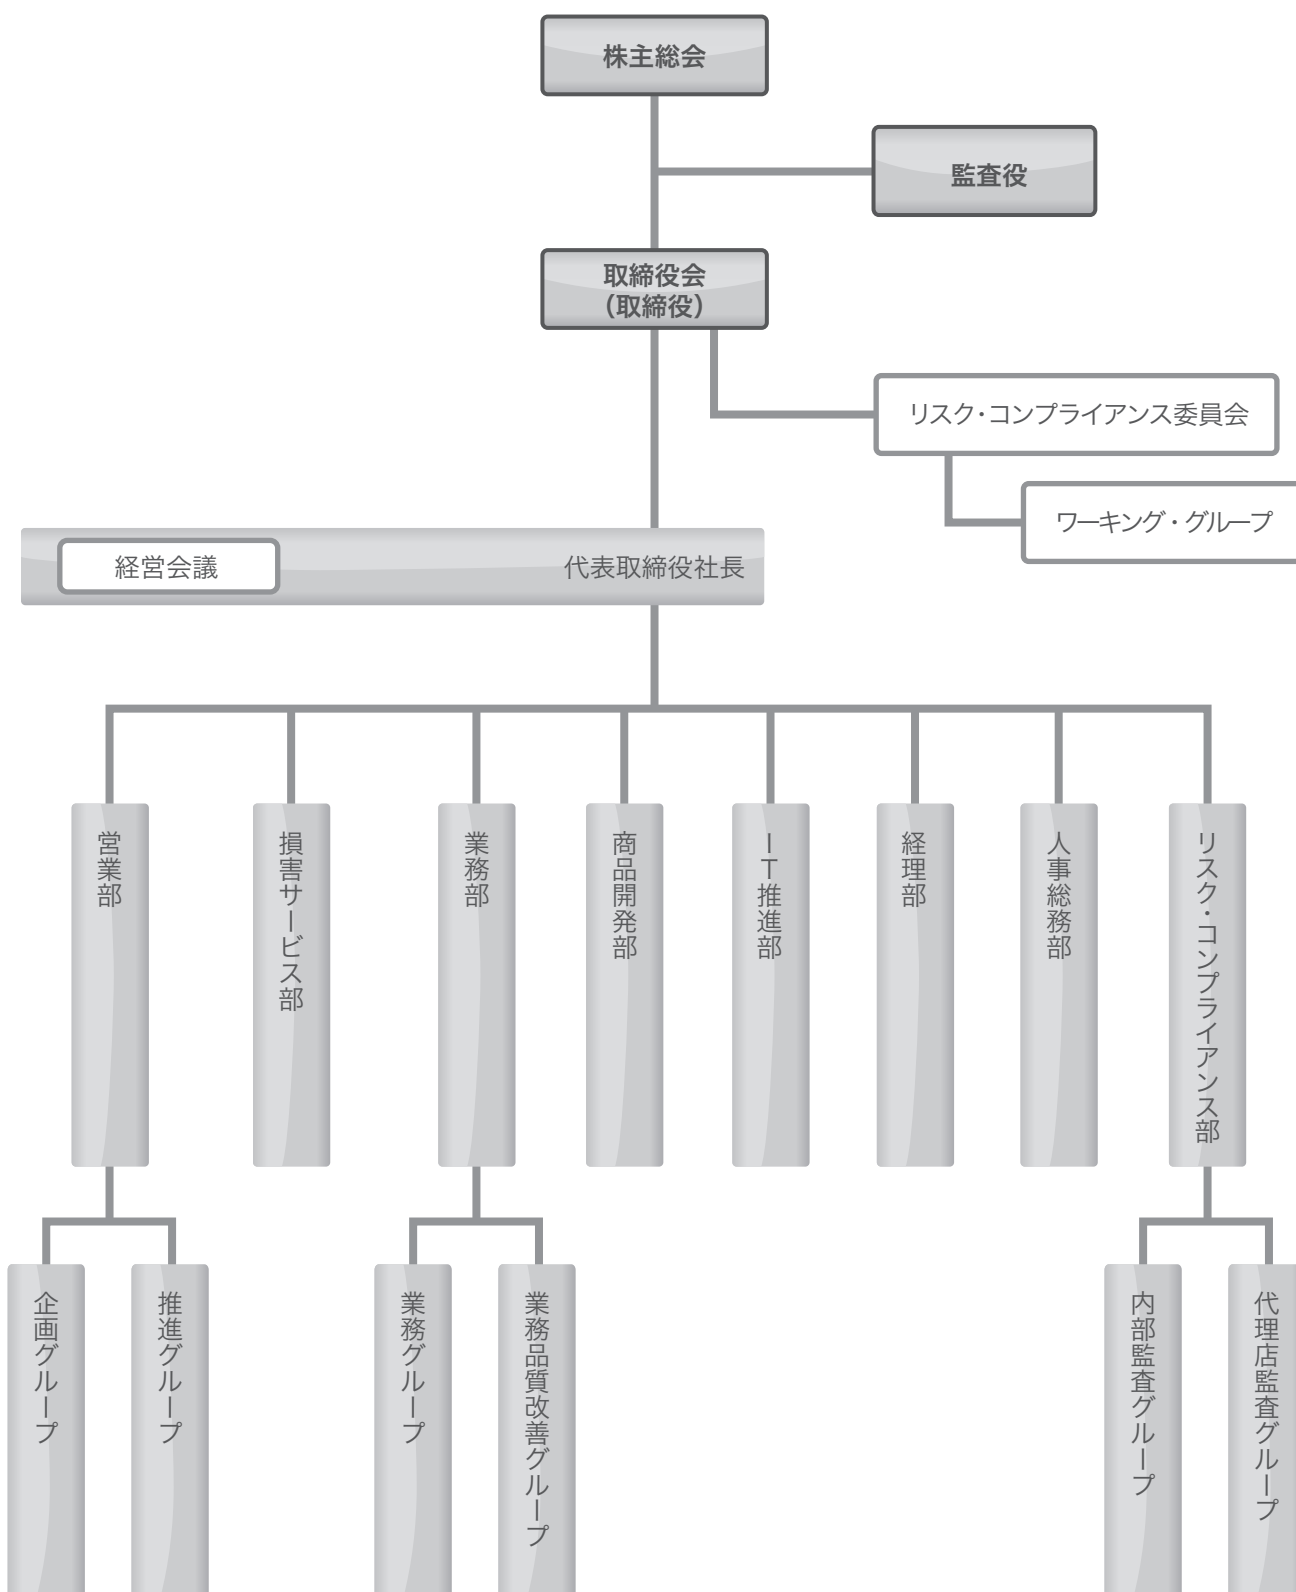 株主総会
監査役
取締役会
（取締役）
リスク・コンプライアンス委員会
ワーキング・グループ
経営会議
代表取締役社長
営業部
損害サービス部
業務部
商品開発部
IT推進部
経理部
人事総務部
リスク・コンプライアンス部
企画グループ
推進グループ
業務グループ
業務品質改善グループ
内部監査グループ
代理店監査グループ